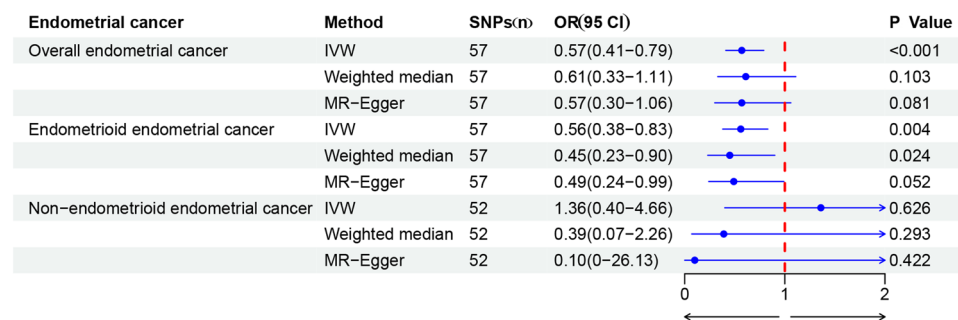 Endometrial cancer Method SNPs(n) OR(95 CI) P Value
Overall endometrial cancer IVW 57 0.57(0.41−0.79) <0.001
Weighted median 57 0.61(0.33−1.11) 0.103
MR−Egger 57 0.57(0.30−1.06) 0.081
Endometrioid endometrial cancer IVW 57 0.56(0.38−0.83) 0.004
Weighted median 57 0.45(0.23−0.90) 0.024
MR−Egger 57 0.49(0.24−0.99) 0.052
Non−endometrioid endometrial cancer IVW 52 1.36(0.40−4.66) 0.626
Weighted median 52 0.39(0.07−2.26) 0.293
MR−Egger 52 0.10(0−26.13) 0.422
0 1 2